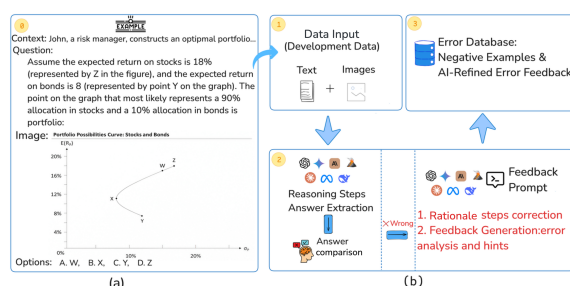 0
EXAMPLE
Context: John, a risk manager, constructs an optipmal portfolio...
Question:
Assume the expected return on stocks is 18%
(represented by Z in the figure), and the expected return
on bonds is 8 (represented by point Y on the graph). The
point on the graph that most likely represents a 90%
allocation in stocks and a 10% allocation in bonds is
portfolio:
Image: Portfolio Possibilities Curve: Stocks and Bonds
E(Rₚ)
20%
16%
12%
8%
4%
Z
W
X
Y
10%
20%
σₚ
Options: A. W, B. X, C. Y, D. Z
(a)
1
Data Input
(Development Data)
Text
Images
+
3
Error Database:
Negative Examples &
AI-Refined Error Feedback
2
Reasoning Steps
Answer Extraction
Answer
comparison
×Wrong
Feedback
Prompt
1. Rationale steps correction
2. Feedback Generation:error
analysis and hints
(b)